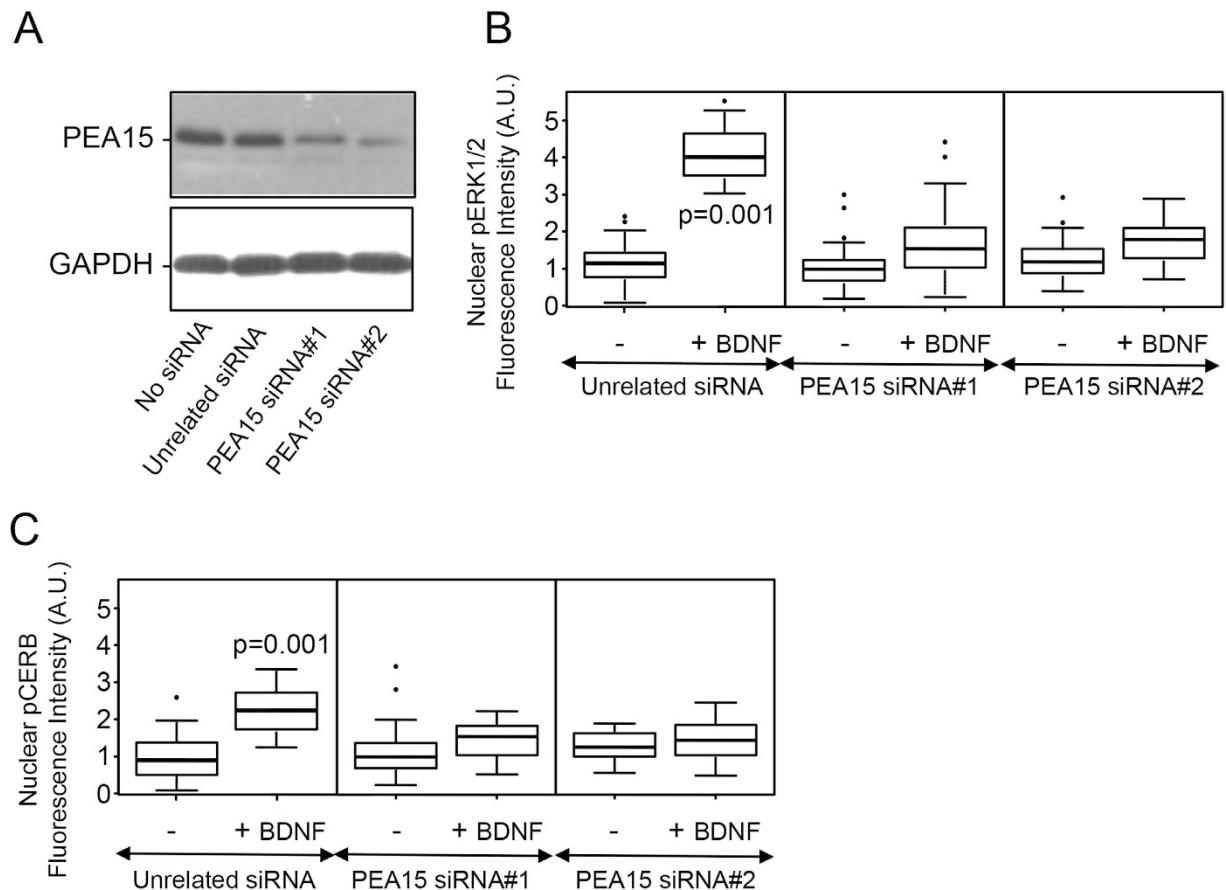 A
PEA15
GAPDH
No siRNA
Unrelated siRNA
PEA15 siRNA#1
PEA15 siRNA#2
B
Nuclear pERK1/2
Fluorescence Intensity (A.U.)
5
4
3
2
1
0
p=0.001
- + BDNF - + BDNF - + BDNF
Unrelated siRNA PEA15 siRNA#1 PEA15 siRNA#2
C
Nuclear pCERB
Fluorescence Intensity (A.U.)
5
4
3
2
1
0
p=0.001
- + BDNF - + BDNF - + BDNF
Unrelated siRNA PEA15 siRNA#1 PEA15 siRNA#2